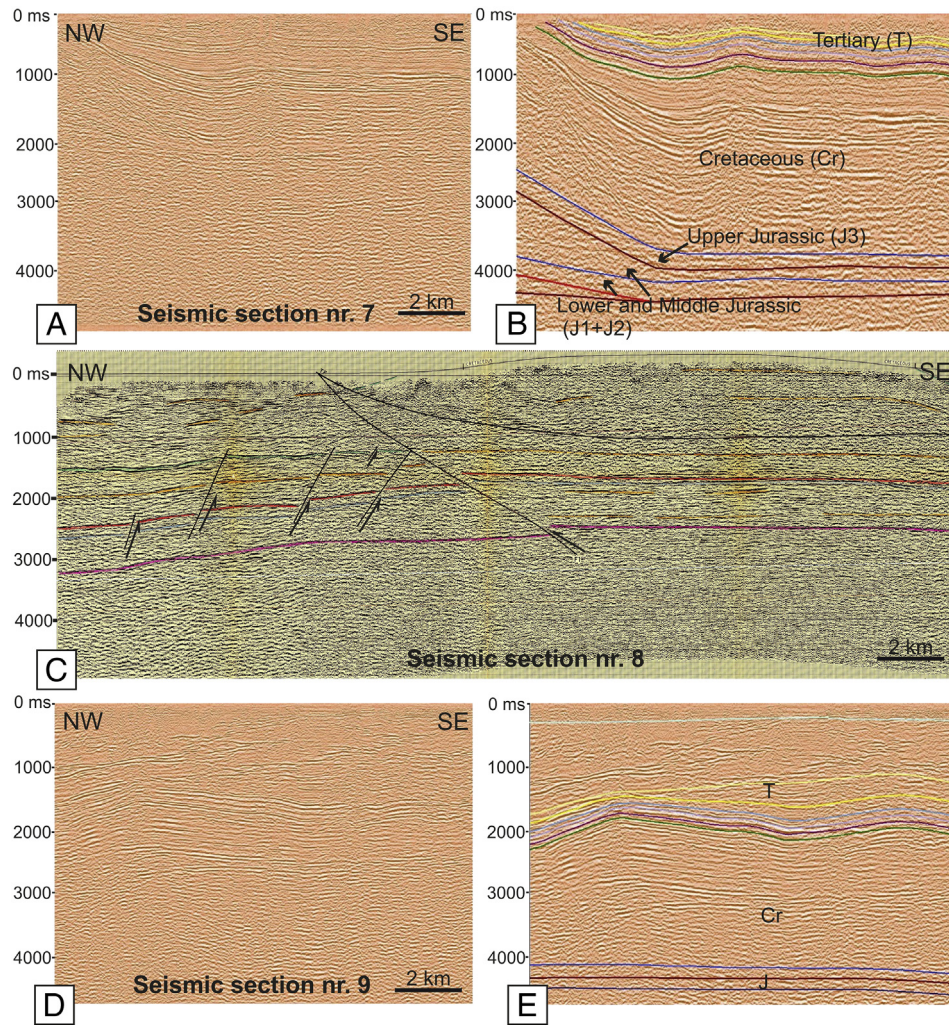 0 ms
NW
SE
1000
2000
3000
4000
A
Seismic section nr. 7
2 km
0 ms
Tertiary (T)
1000
2000
Cretaceous (Cr)
3000
Upper Jurassic (J3)
4000
Lower and Middle Jurassic
(J1+J2)
B
0 ms
NW
SE
1000
2000
3000
4000
C
Seismic section nr. 8
2 km
0 ms
NW
SE
1000
2000
3000
4000
D
Seismic section nr. 9
2 km
0 ms
1000
T
2000
3000
Cr
4000
J
E